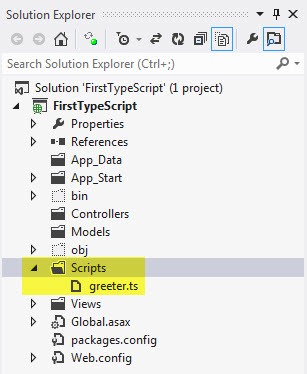 Solution Explorer
Search Solution Explorer (Ctrl+;)
Solution 'FirstTypeScript' (1 project)
FirstTypeScript
Properties
References
App_Data
App_Start
bin
Controllers
Models
obj
Scripts
greeter.ts
Views
Global.asax
packages.config
Web.config